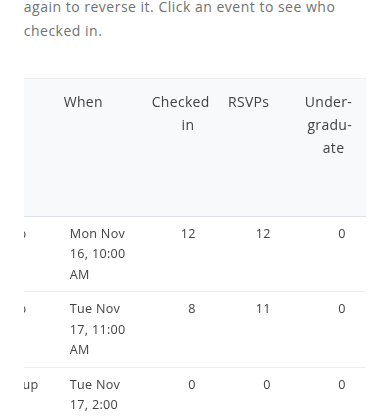 again to reverse it. Click an event to see who
checked in.
When Checked in RSVPs Under-gradu-ate
Mon Nov 16, 10:00 AM 12 12 0
Tue Nov 17, 11:00 AM 8 11 0
up Tue Nov 17, 2:00 0 0 0